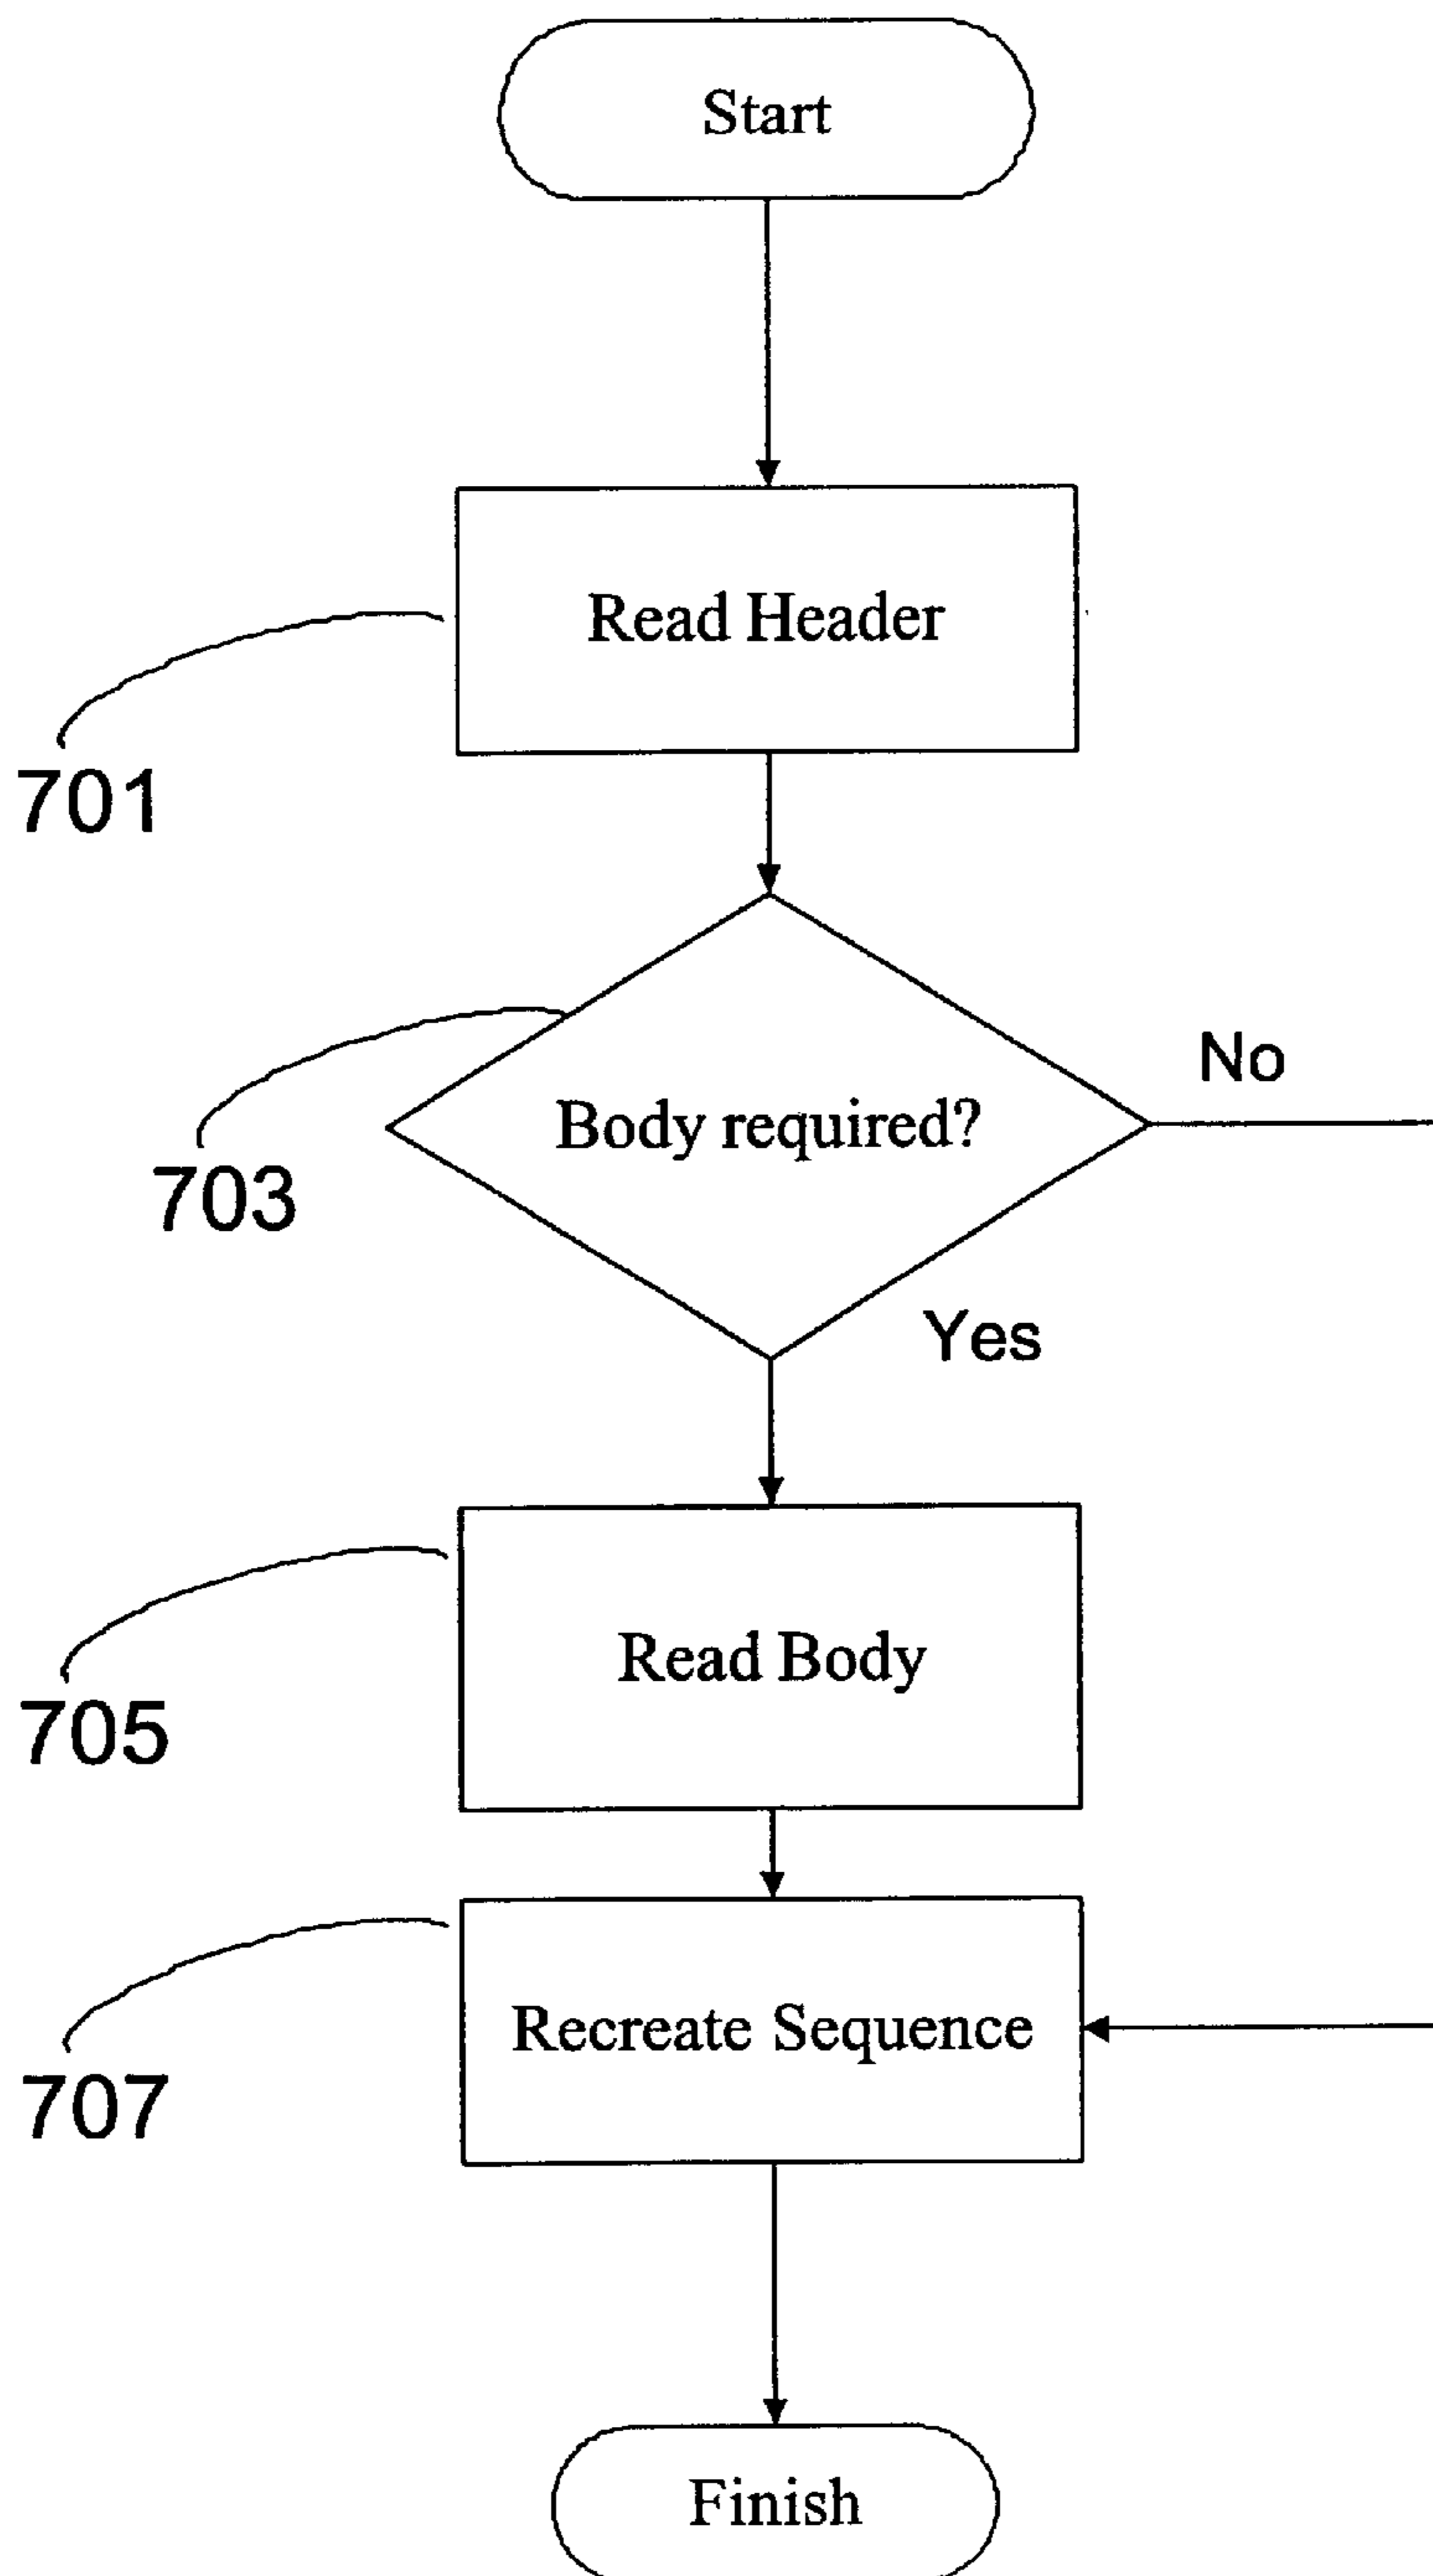 Start
Read Header
701
No
Body required?
703
Yes
Read Body
705
Recreate Sequence
707
Finish